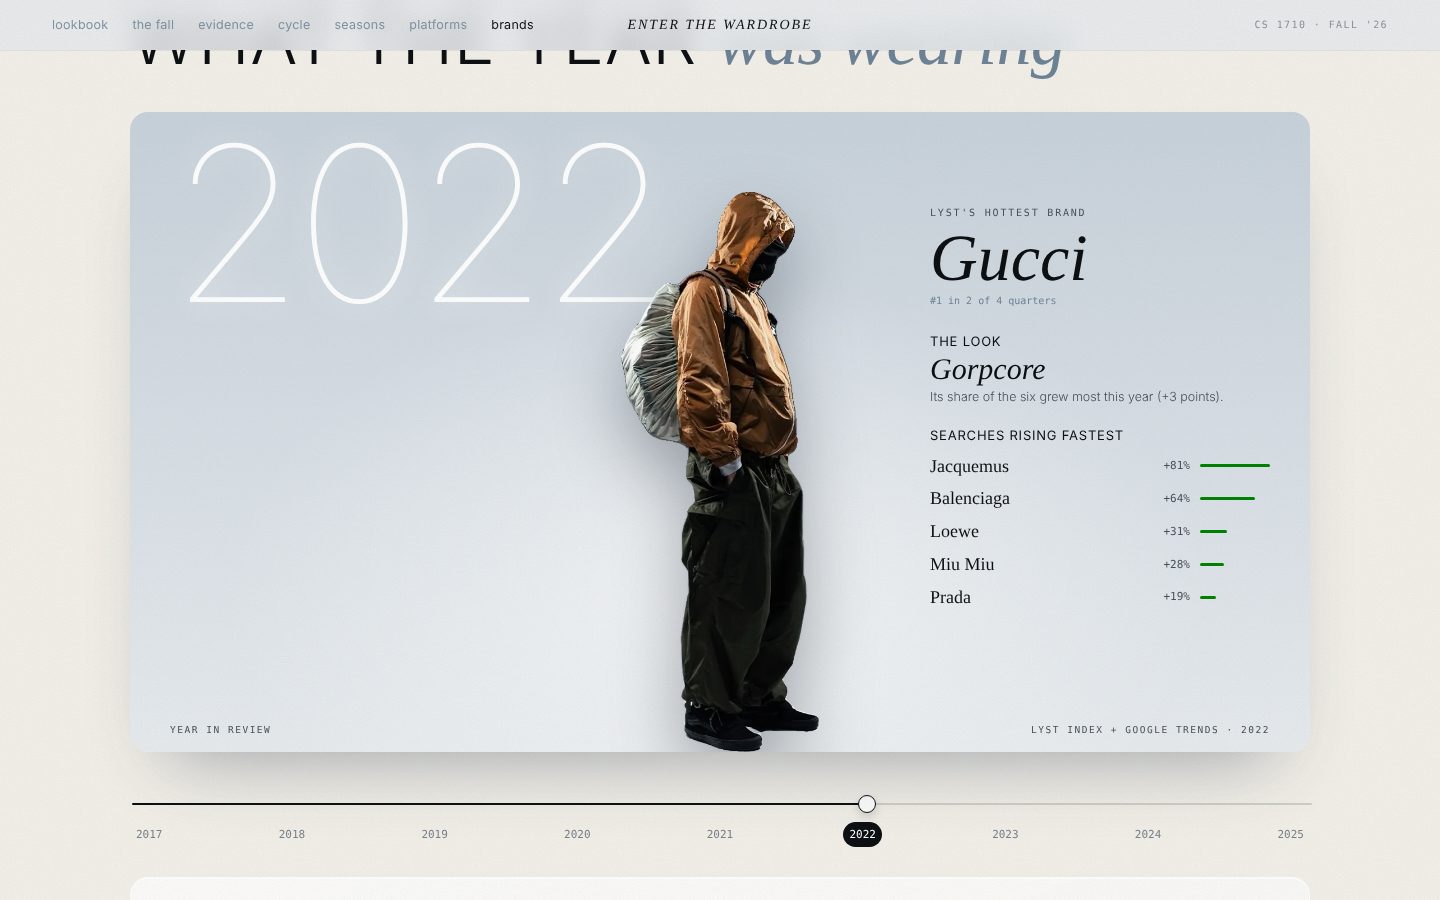 lookbook the fall evidence cycle seasons platforms brands ENTER THE WARDROBE CS 1710 · FALL '26
WHAT THE YEAR was wearing
2022
LYST'S HOTTEST BRAND
Gucci
#1 in 2 of 4 quarters
THE LOOK
Gorpcore
Its share of the six grew most this year (+3 points).
SEARCHES RISING FASTEST
Jacquemus +81%
Balenciaga +64%
Loewe +31%
Miu Miu +28%
Prada +19%
YEAR IN REVIEW LYST INDEX + GOOGLE TRENDS · 2022
2017 2018 2019 2020 2021 2022 2023 2024 2025